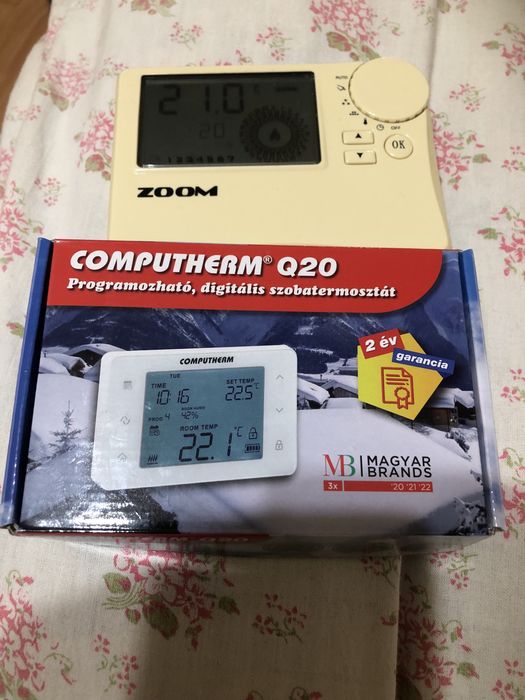 21.0
20
AUTO
OFF
OK
ZOOM
COMPUTHERM® Q20
Programozható, digitális szobatermosztát
2 év
garancia
COMPUTHERM
TUE
TIME
SET TEMP
10:16
22.5 °C
ROOM HUMI
PROG 4 42%
ROOM TEMP
22.1 °C
MB MAGYAR
BRANDS
3x '20 '21 '22